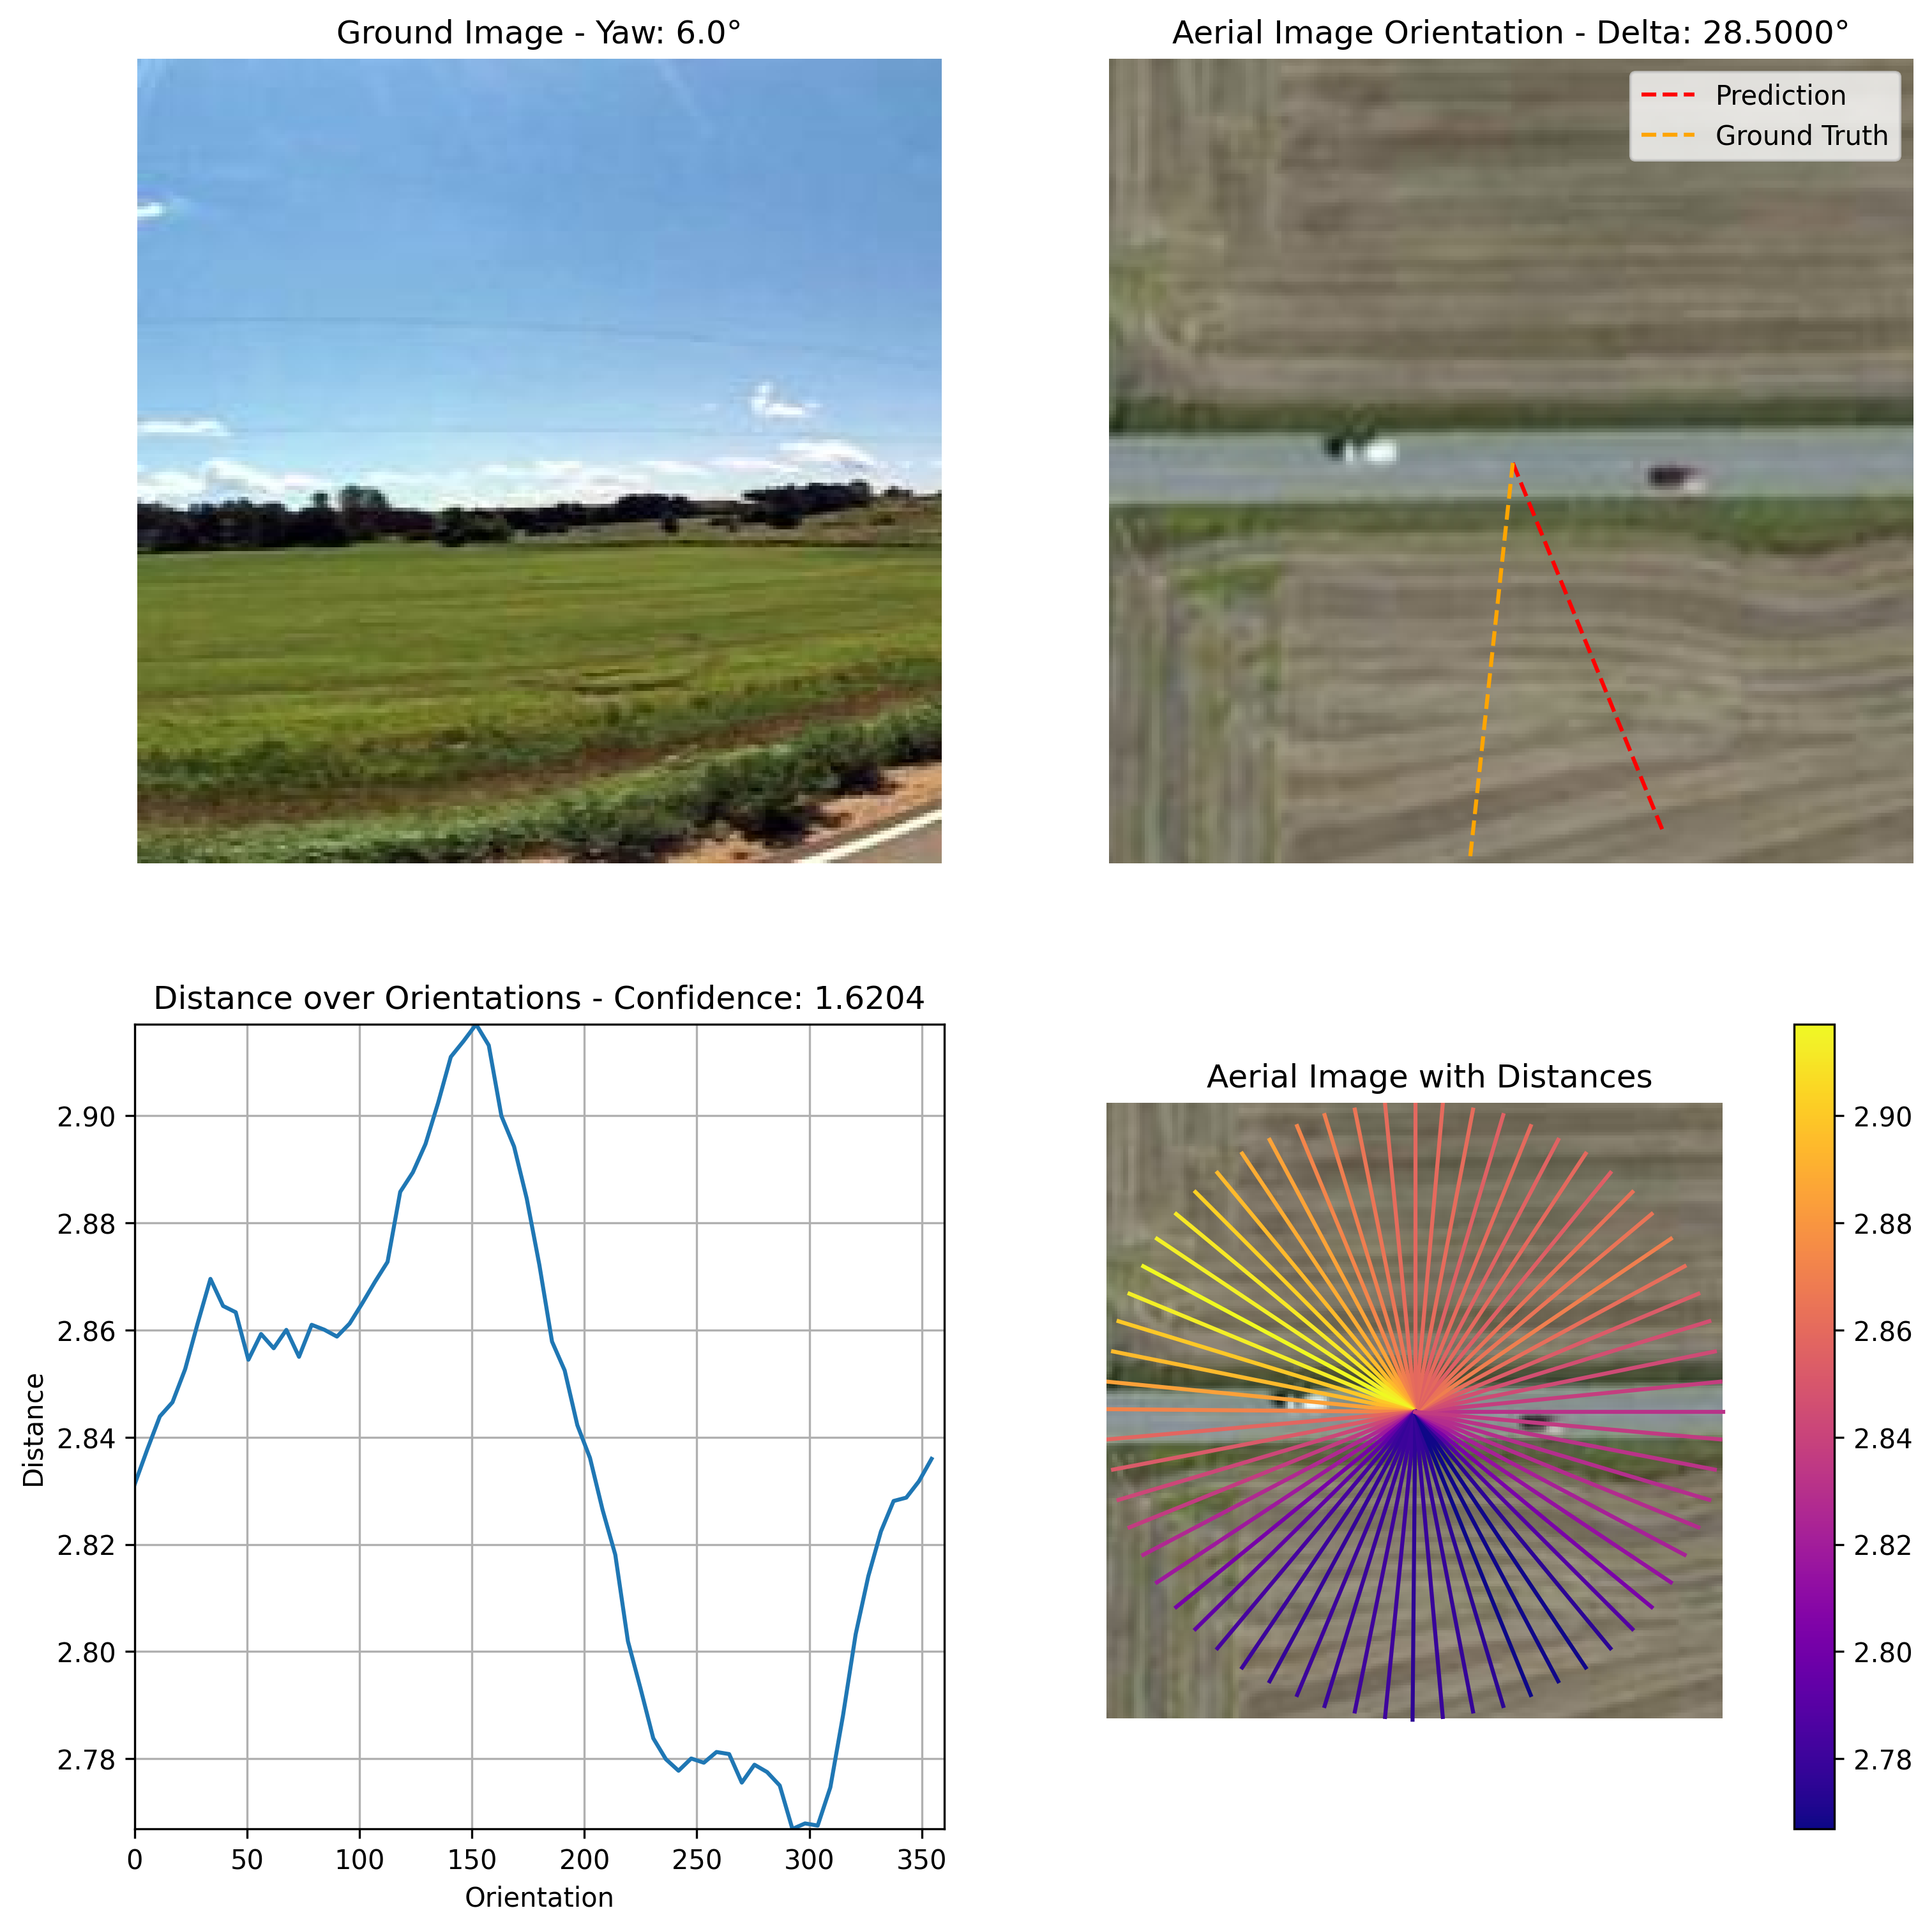 Ground Image - Yaw: 6.0°
Aerial Image Orientation - Delta: 28.5000°
Prediction
Ground Truth
Distance over Orientations - Confidence: 1.6204
Distance
2.90
2.88
2.86
2.84
2.82
2.80
2.78
0 50 100 150 200 250 300 350
Orientation
Aerial Image with Distances
2.90
2.88
2.86
2.84
2.82
2.80
2.78